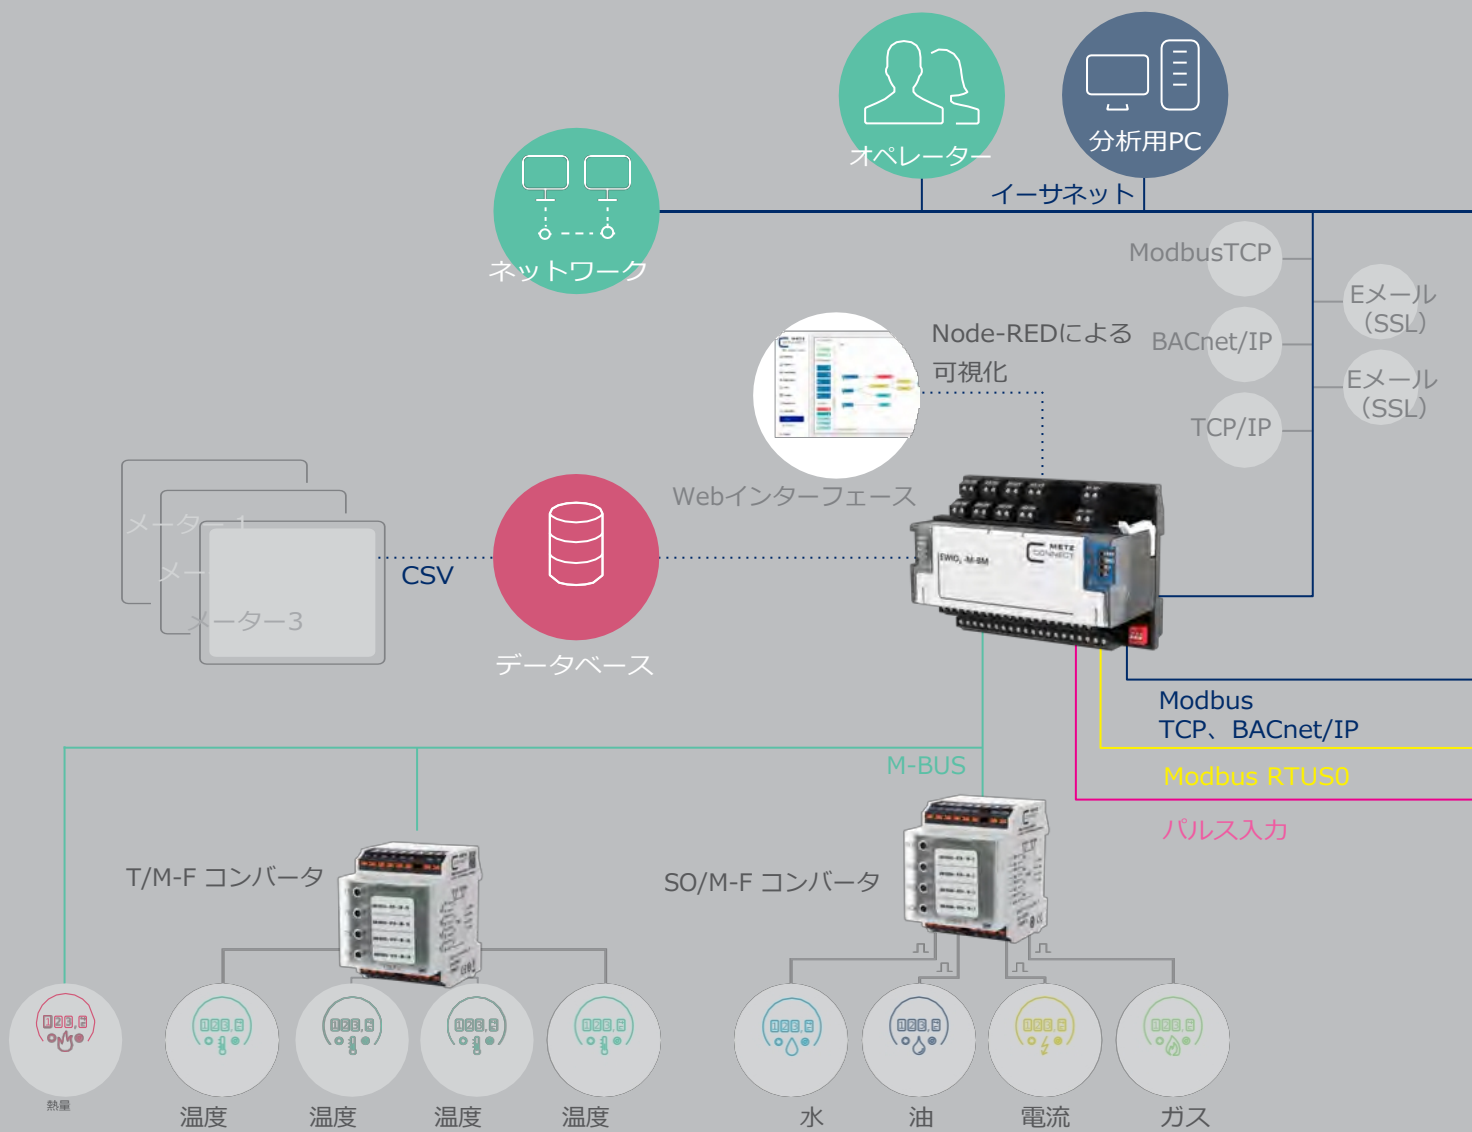 オペレーター
分析用PC
イーサネット
ネットワーク
ModbusTCP
Eメール
（SSL）
Node-REDによる
可視化
BACnet/IP
Eメール
（SSL）
TCP/IP
Webインターフェース
メーター 1
メー
メーター3
CSV
データベース
METZ
CONNECT
EWIO₂ -M-BM
Modbus
TCP、BACnet/IP
M-BUS
Modbus RTUS0
パルス入力
T/M-F コンバータ
SO/M-F コンバータ
熱量
温度
温度
温度
温度
水
油
電流
ガス